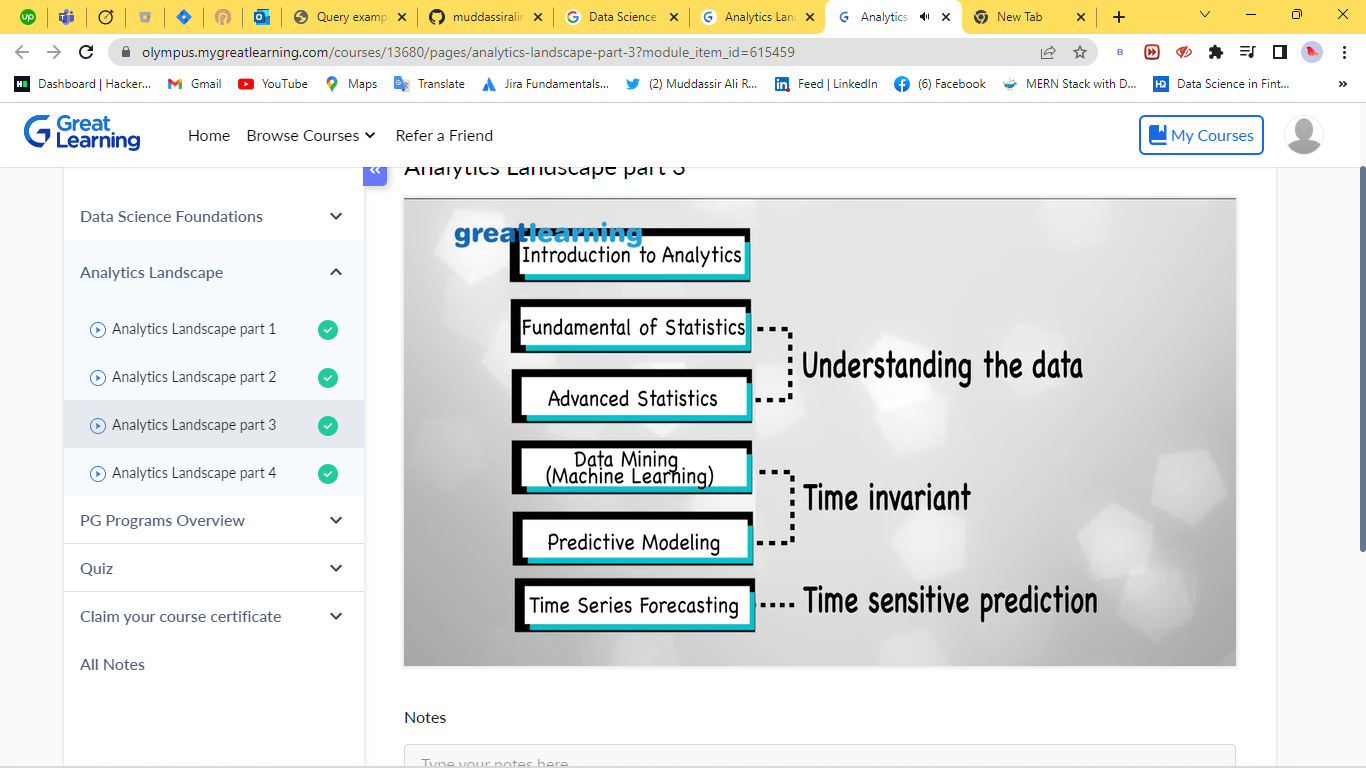 Query examp
muddassiralir
Data Science
Analytics Lan
Analytics
New Tab
olympus.mygreatlearning.com/courses/13680/pages/analytics-landscape-part-3?module_item_id=615459
Dashboard | Hacker...
Gmail
YouTube
Maps
Translate
Jira Fundamentals...
(2) Muddassir Ali R...
Feed | LinkedIn
(6) Facebook
MERN Stack with D...
Data Science in Fint...
»
Great
Learning
Home
Browse Courses
Refer a Friend
My Courses
Data Science Foundations
Analytics Landscape
Analytics Landscape part 1
Analytics Landscape part 2
Analytics Landscape part 3
Analytics Landscape part 4
PG Programs Overview
Quiz
Claim your course certificate
All Notes
Analytics Landscape part 3
greatlearning
Introduction to Analytics
Fundamental of Statistics
Advanced Statistics
Understanding the data
Data Mining
(Machine Learning)
Predictive Modeling
Time invariant
Time Series Forecasting
Time sensitive prediction
Notes
Type your notes here